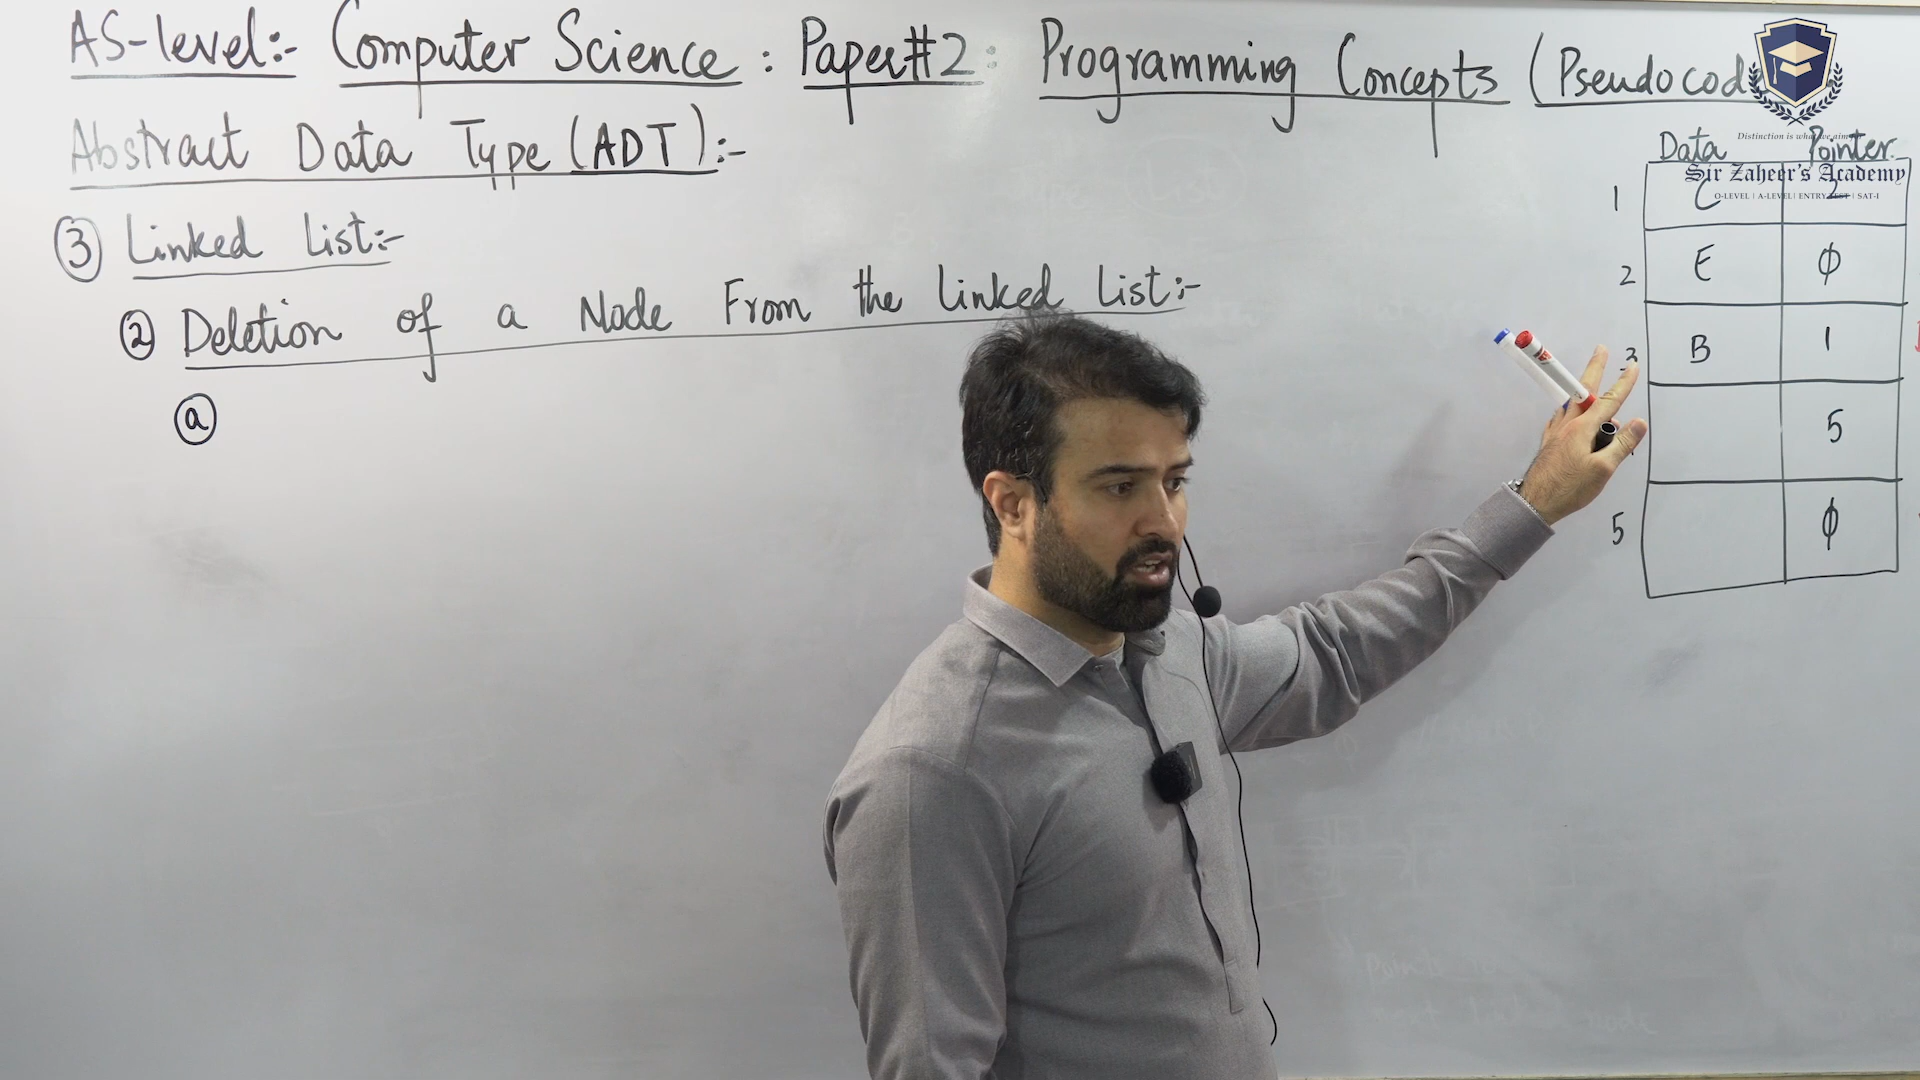 AS-level:- Computer Science : Paper#2 : Programming Concepts (Pseudocod
Abstract Data Type (ADT):-
③ Linked List:-
② Deletion of a Node From the Linked List:-
ⓐ
Distinction is what we aim
Data Pointer
Sir Zaheer's Academy
O-LEVEL | A-LEVEL | ENTRY TEST | SAT-I
1 C 2
2 E φ
3 B 1
5
5 φ